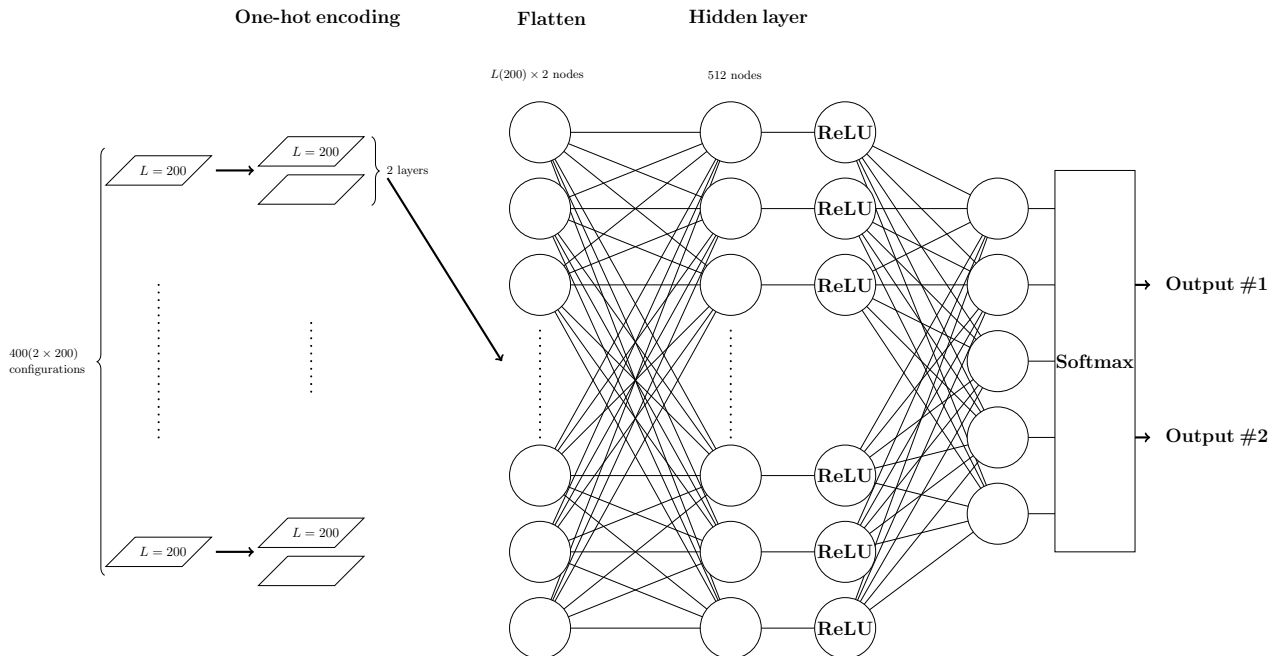 One-hot encoding
Flatten
Hidden layer
L(200) × 2 nodes
512 nodes
L = 200
L = 200
2 layers
400(2 × 200)
configurations
L = 200
L = 200
ReLU
ReLU
ReLU
ReLU
ReLU
ReLU
Softmax
Output #1
Output #2